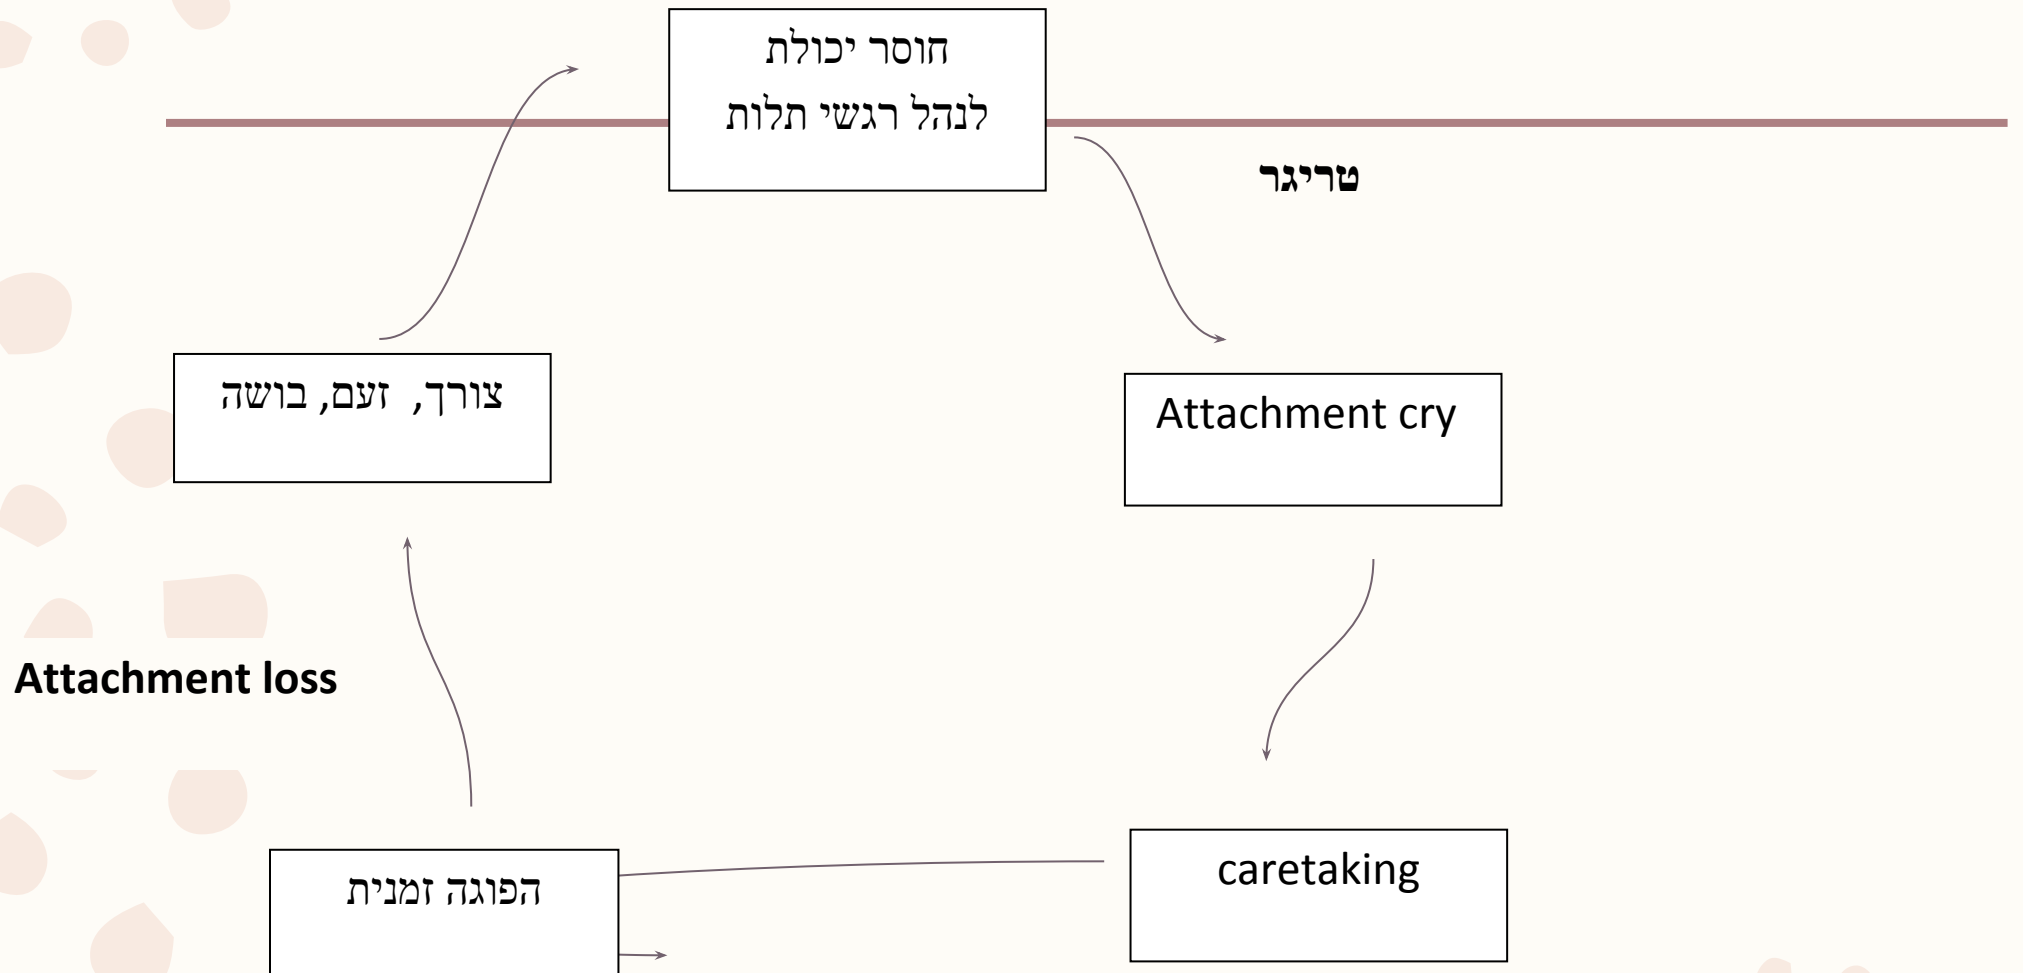 חוסר יכולת
לנהל רגשי תלות
טריגר
צורך,  זעם, בושה
Attachment cry
Attachment loss
הפוגה זמנית
caretaking